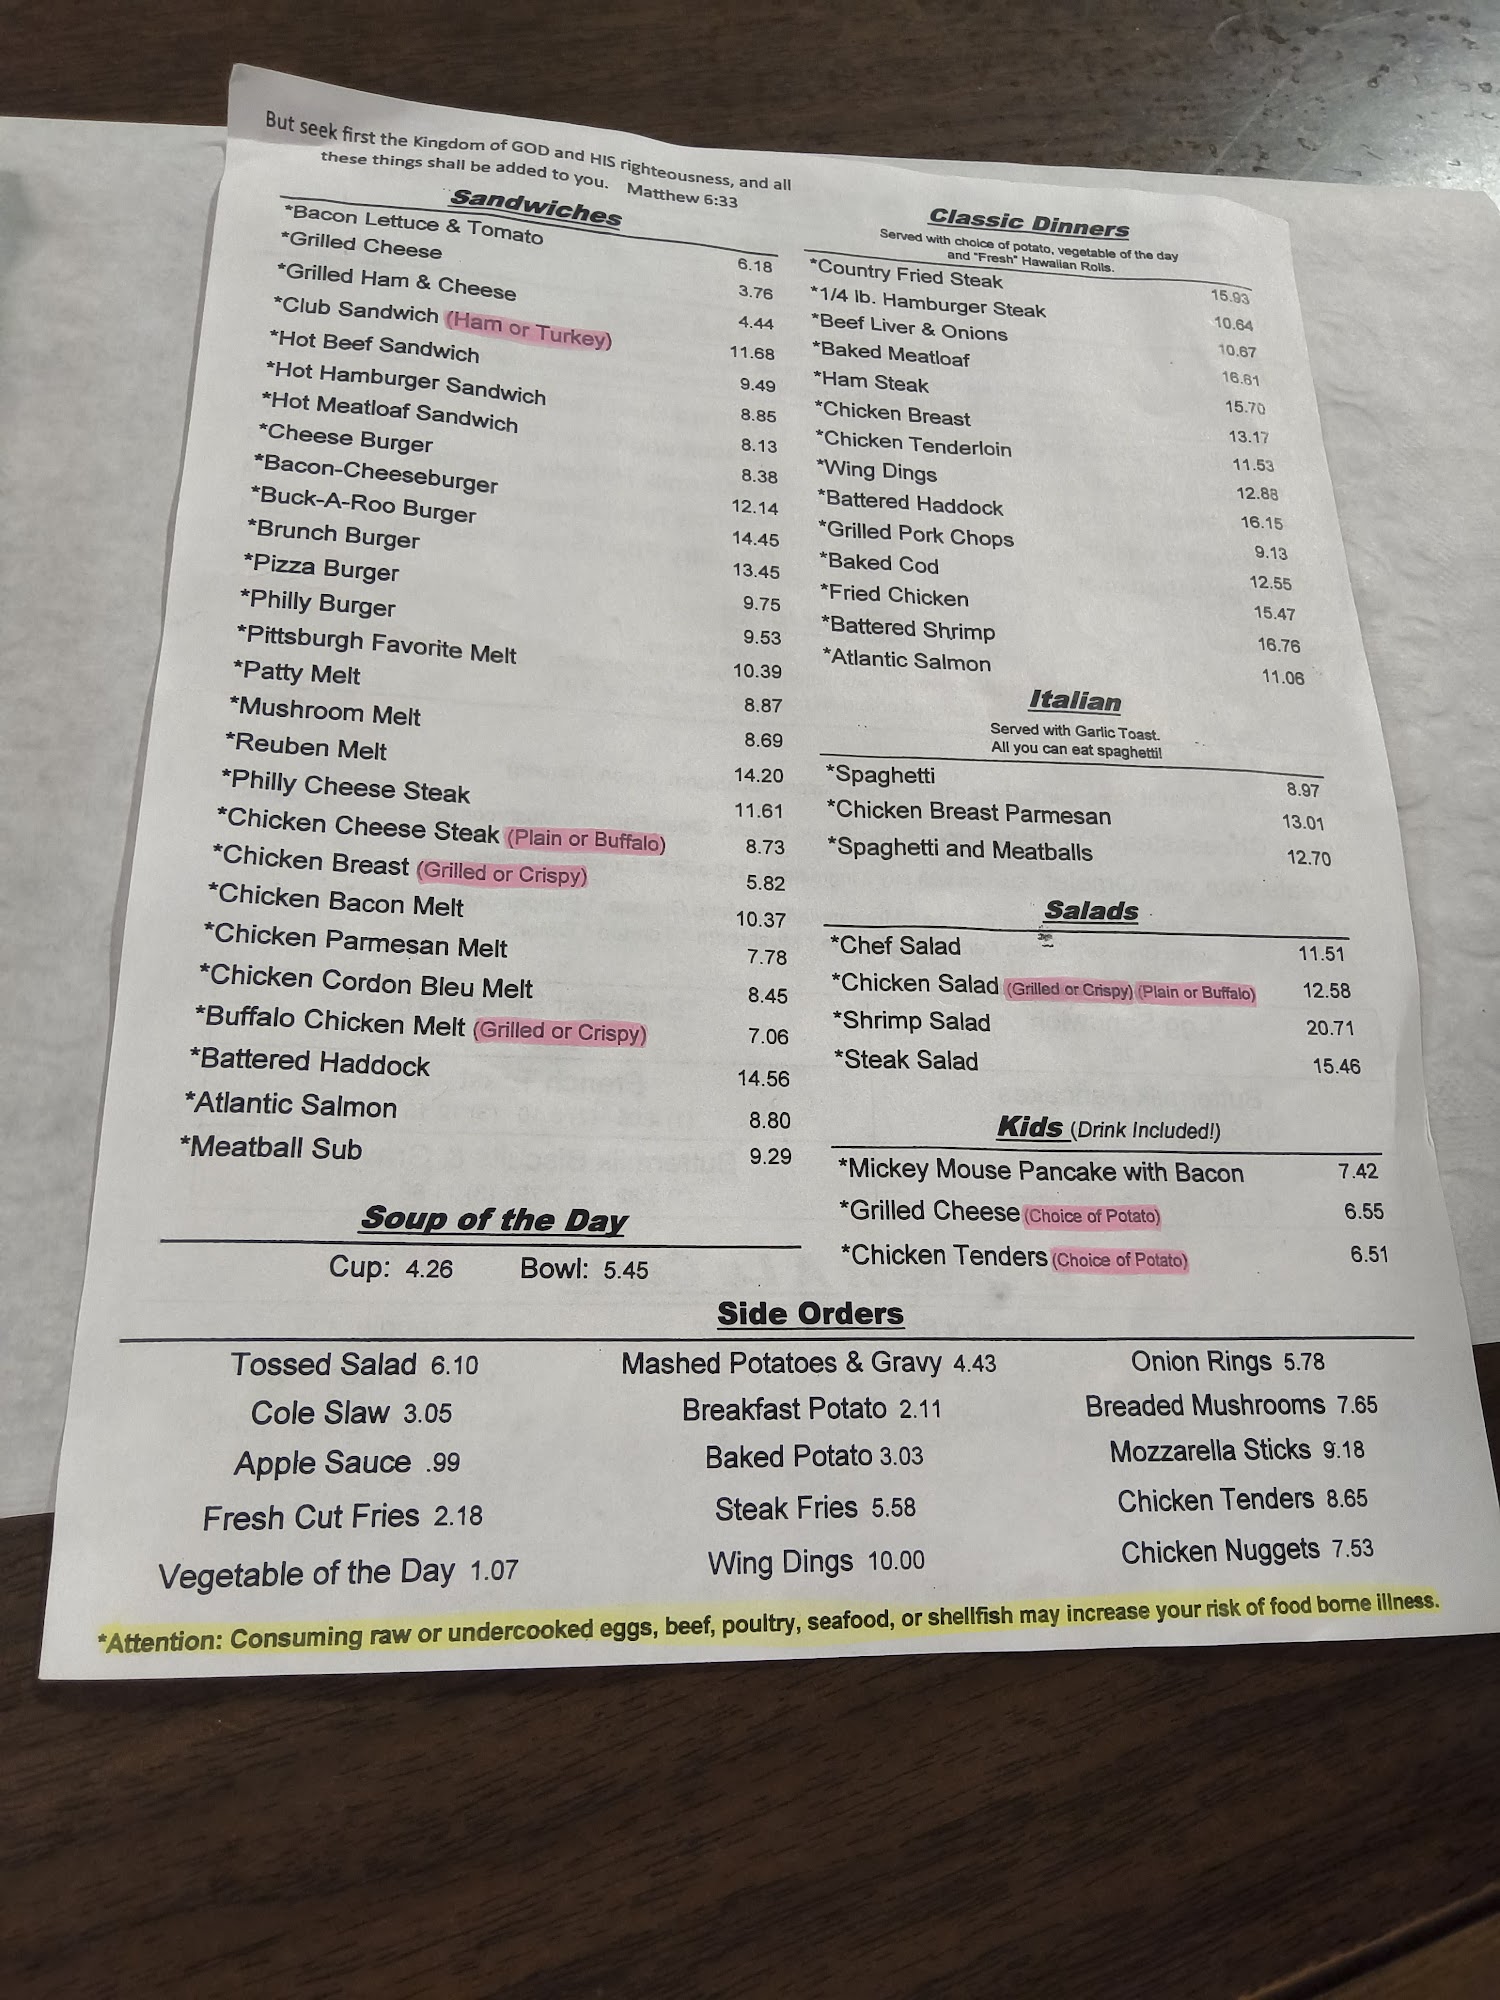 But seek first the Kingdom of GOD and HIS righteousness, and all
these things shall be added to you. Matthew 6:33
Sandwiches
*Bacon Lettuce & Tomato 6.18
*Grilled Cheese 3.76
*Grilled Ham & Cheese 4.44
*Club Sandwich (Ham or Turkey) 11.68
*Hot Beef Sandwich 9.49
*Hot Hamburger Sandwich 8.85
*Hot Meatloaf Sandwich 8.13
*Cheese Burger 8.38
*Bacon-Cheeseburger 12.14
*Buck-A-Roo Burger 14.45
*Brunch Burger 13.45
*Pizza Burger 9.75
*Philly Burger 9.53
*Pittsburgh Favorite Melt 10.39
*Patty Melt 8.87
*Mushroom Melt 8.69
*Reuben Melt 14.20
*Philly Cheese Steak 11.61
*Chicken Cheese Steak (Plain or Buffalo) 8.73
*Chicken Breast (Grilled or Crispy) 5.82
*Chicken Bacon Melt 10.37
*Chicken Parmesan Melt 7.78
*Chicken Cordon Bleu Melt 8.45
*Buffalo Chicken Melt (Grilled or Crispy) 7.06
*Battered Haddock 14.56
*Atlantic Salmon 8.80
*Meatball Sub 9.29
Soup of the Day
Cup: 4.26 Bowl: 5.45
Classic Dinners
Served with choice of potato, vegetable of the day
and "Fresh" Hawaiian Rolls.
*Country Fried Steak 15.93
*1/4 lb. Hamburger Steak 10.64
*Beef Liver & Onions 10.67
*Baked Meatloaf 16.61
*Ham Steak 15.70
*Chicken Breast 13.17
*Chicken Tenderloin 11.53
*Wing Dings 12.88
*Battered Haddock 16.15
*Grilled Pork Chops 9.13
*Baked Cod 12.55
*Fried Chicken 15.47
*Battered Shrimp 16.76
*Atlantic Salmon 11.06
Italian
Served with Garlic Toast.
All you can eat spaghetti!
*Spaghetti 8.97
*Chicken Breast Parmesan 13.01
*Spaghetti and Meatballs 12.70
Salads
*Chef Salad 11.51
*Chicken Salad (Grilled or Crispy) (Plain or Buffalo) 12.58
*Shrimp Salad 20.71
*Steak Salad 15.46
Kids (Drink Included!)
*Mickey Mouse Pancake with Bacon 7.42
*Grilled Cheese (Choice of Potato) 6.55
*Chicken Tenders (Choice of Potato) 6.51
Side Orders
Tossed Salad 6.10 Mashed Potatoes & Gravy 4.43 Onion Rings 5.78
Cole Slaw 3.05 Breakfast Potato 2.11 Breaded Mushrooms 7.65
Apple Sauce .99 Baked Potato 3.03 Mozzarella Sticks 9.18
Fresh Cut Fries 2.18 Steak Fries 5.58 Chicken Tenders 8.65
Vegetable of the Day 1.07 Wing Dings 10.00 Chicken Nuggets 7.53
*Attention: Consuming raw or undercooked eggs, beef, poultry, seafood, or shellfish may increase your risk of food borne illness.